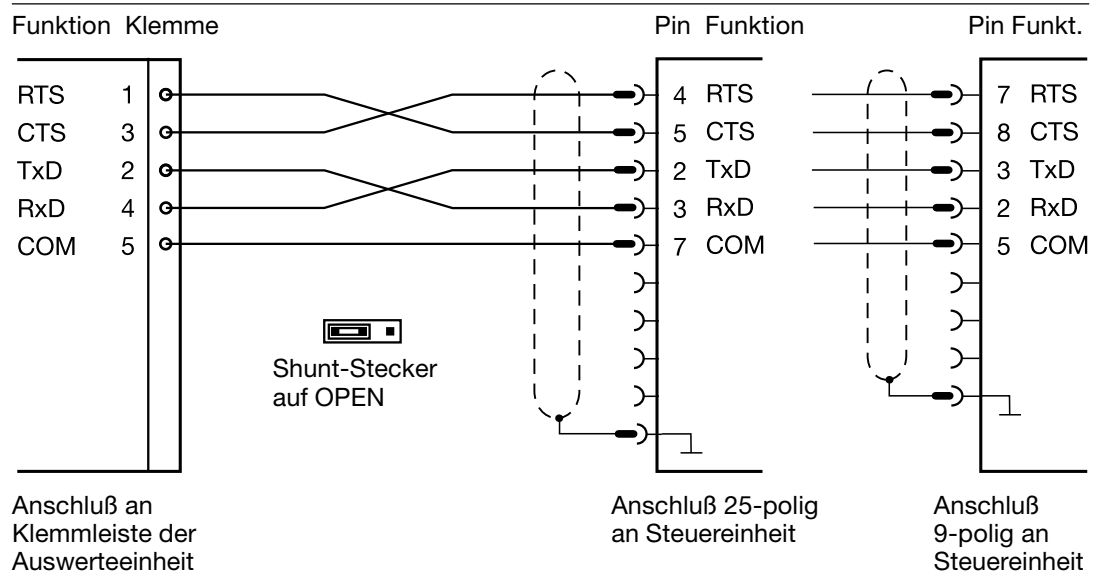 Funktion Klemme Pin Funktion Pin Funkt.
RTS 1 4 RTS 7 RTS
CTS 3 5 CTS 8 CTS
TxD 2 2 TxD 3 TxD
RxD 4 3 RxD 2 RxD
COM 5 7 COM 5 COM
Shunt-Stecker
auf OPEN
Anschluß an
Klemmleiste der
Auswerteeinheit
Anschluß 25-polig
an Steuereinheit
Anschluß
9-polig an
Steuereinheit